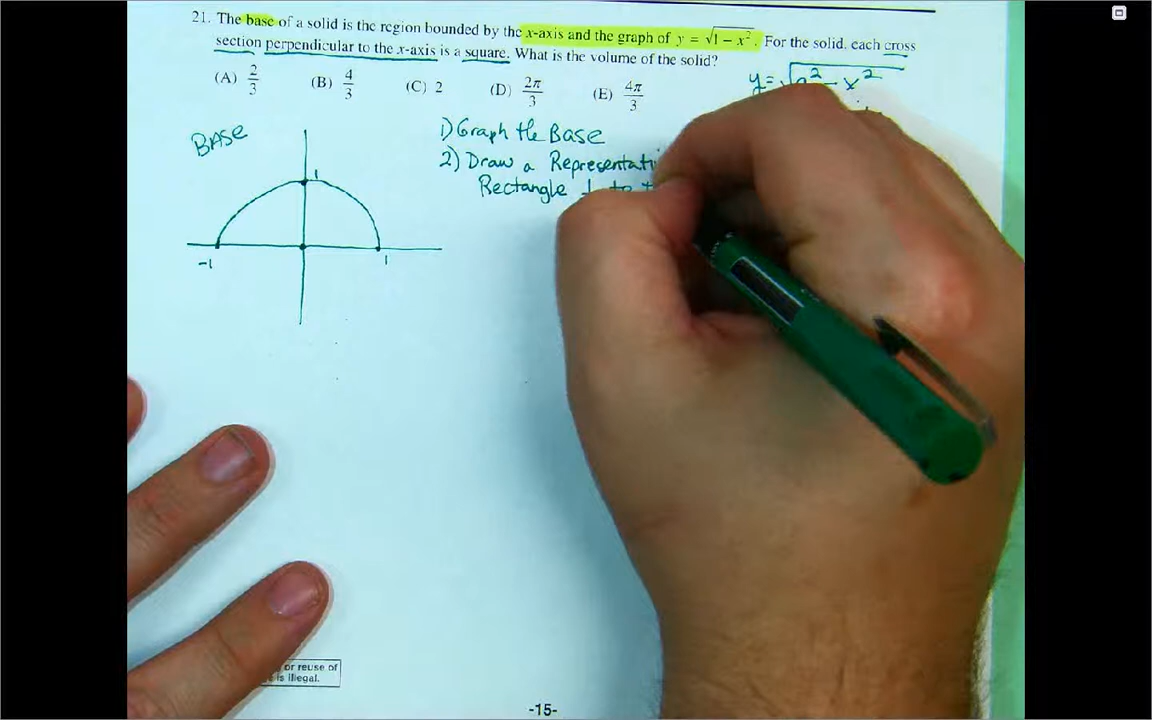 21. The base of a solid is the region bounded by the x-axis and the graph of y = √(1 − x²). For the solid, each cross
section perpendicular to the x-axis is a square. What is the volume of the solid?
(A) 2/3 (B) 4/3 (C) 2 (D) 2π/3 (E) 4π/3
y = √(a² − x²)
BASE
1) Graph the Base
2) Draw a
Rectangle ⊥ to
1
-1 1
or reuse of
is illegal.
-15-